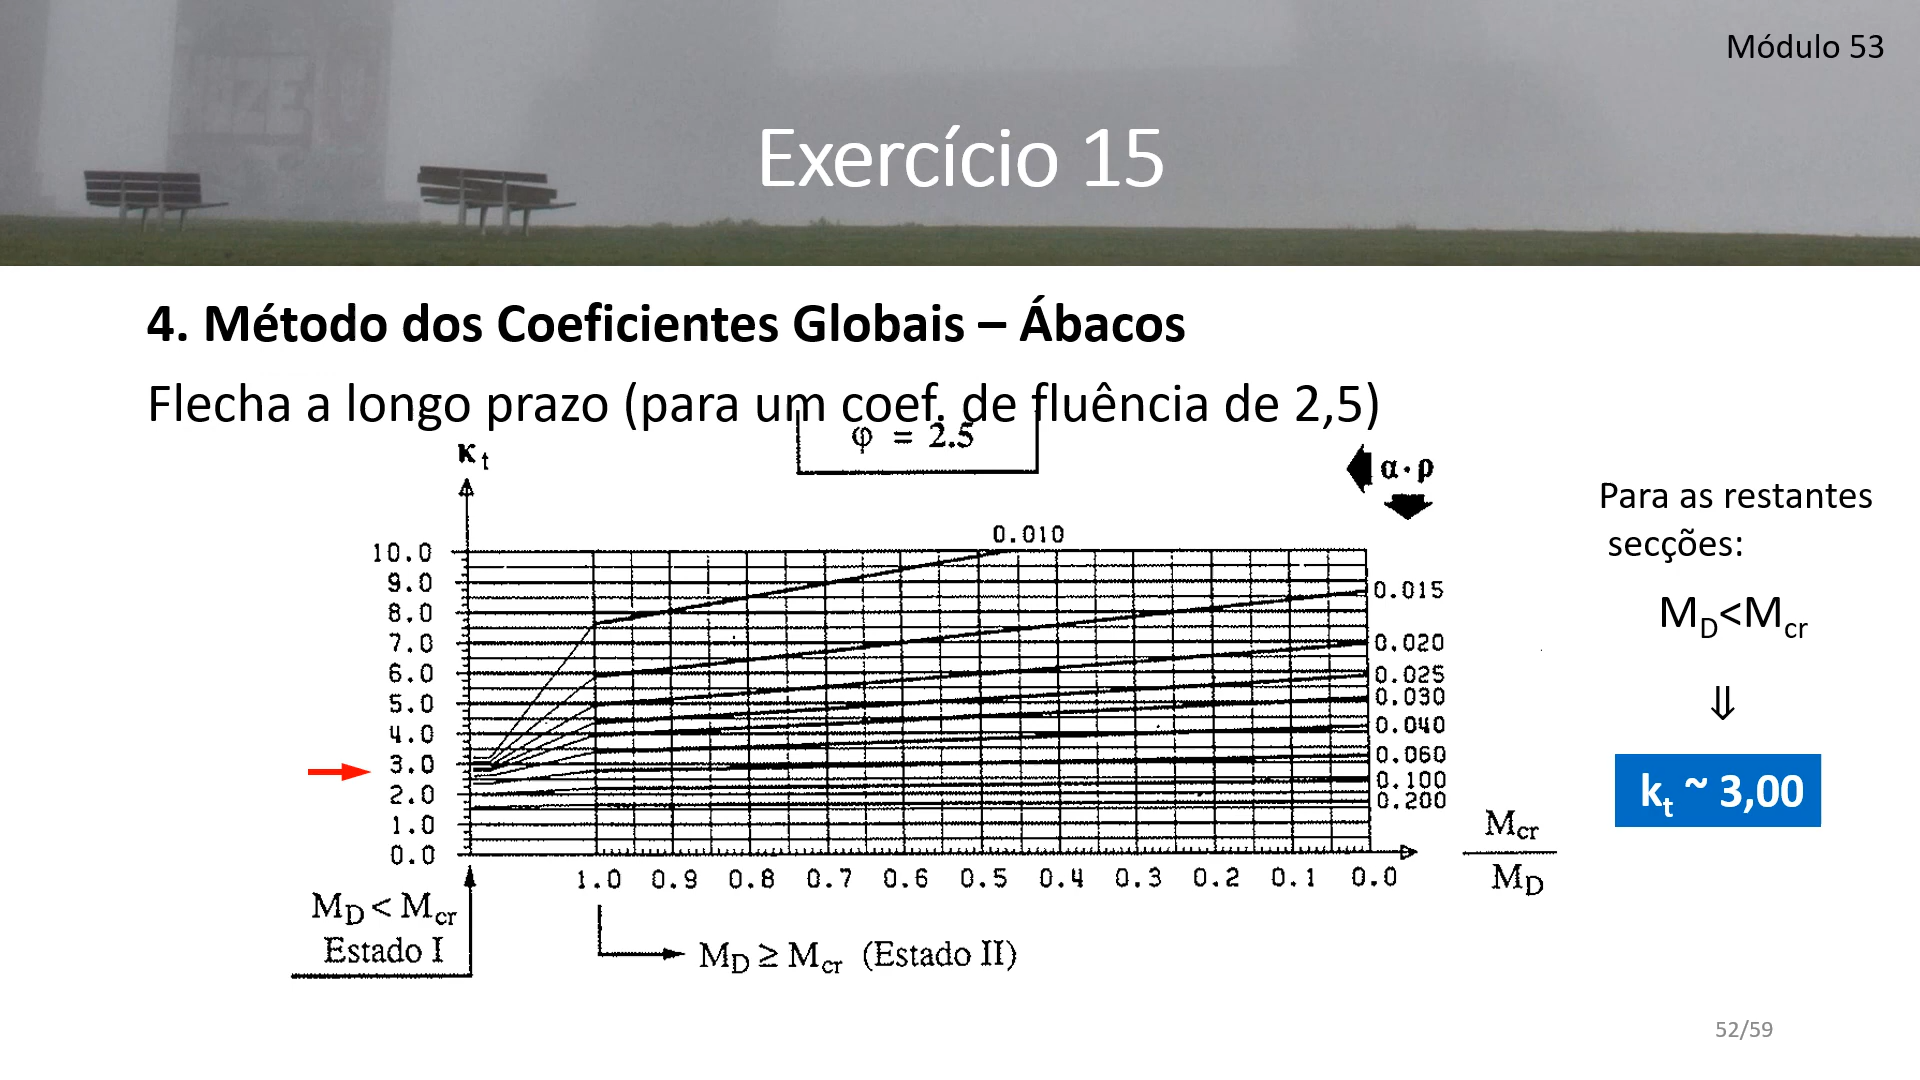 Módulo 53
Exercício 15
4. Método dos Coeficientes Globais – Ábacos
Flecha a longo prazo (para um coef. de fluência de 2,5)
φ = 2.5
κt
α·ρ
0.010
10.0
9.0
8.0
7.0
6.0
5.0
4.0
3.0
2.0
1.0
0.0
0.015
0.020
0.025
0.030
0.040
0.060
0.100
0.200
1.0 0.9 0.8 0.7 0.6 0.5 0.4 0.3 0.2 0.1 0.0
Mcr
MD
MD < Mcr
Estado I
MD ≥ Mcr (Estado II)
Para as restantes
secções:
MD<Mcr
⇓
kt ~ 3,00
52/59